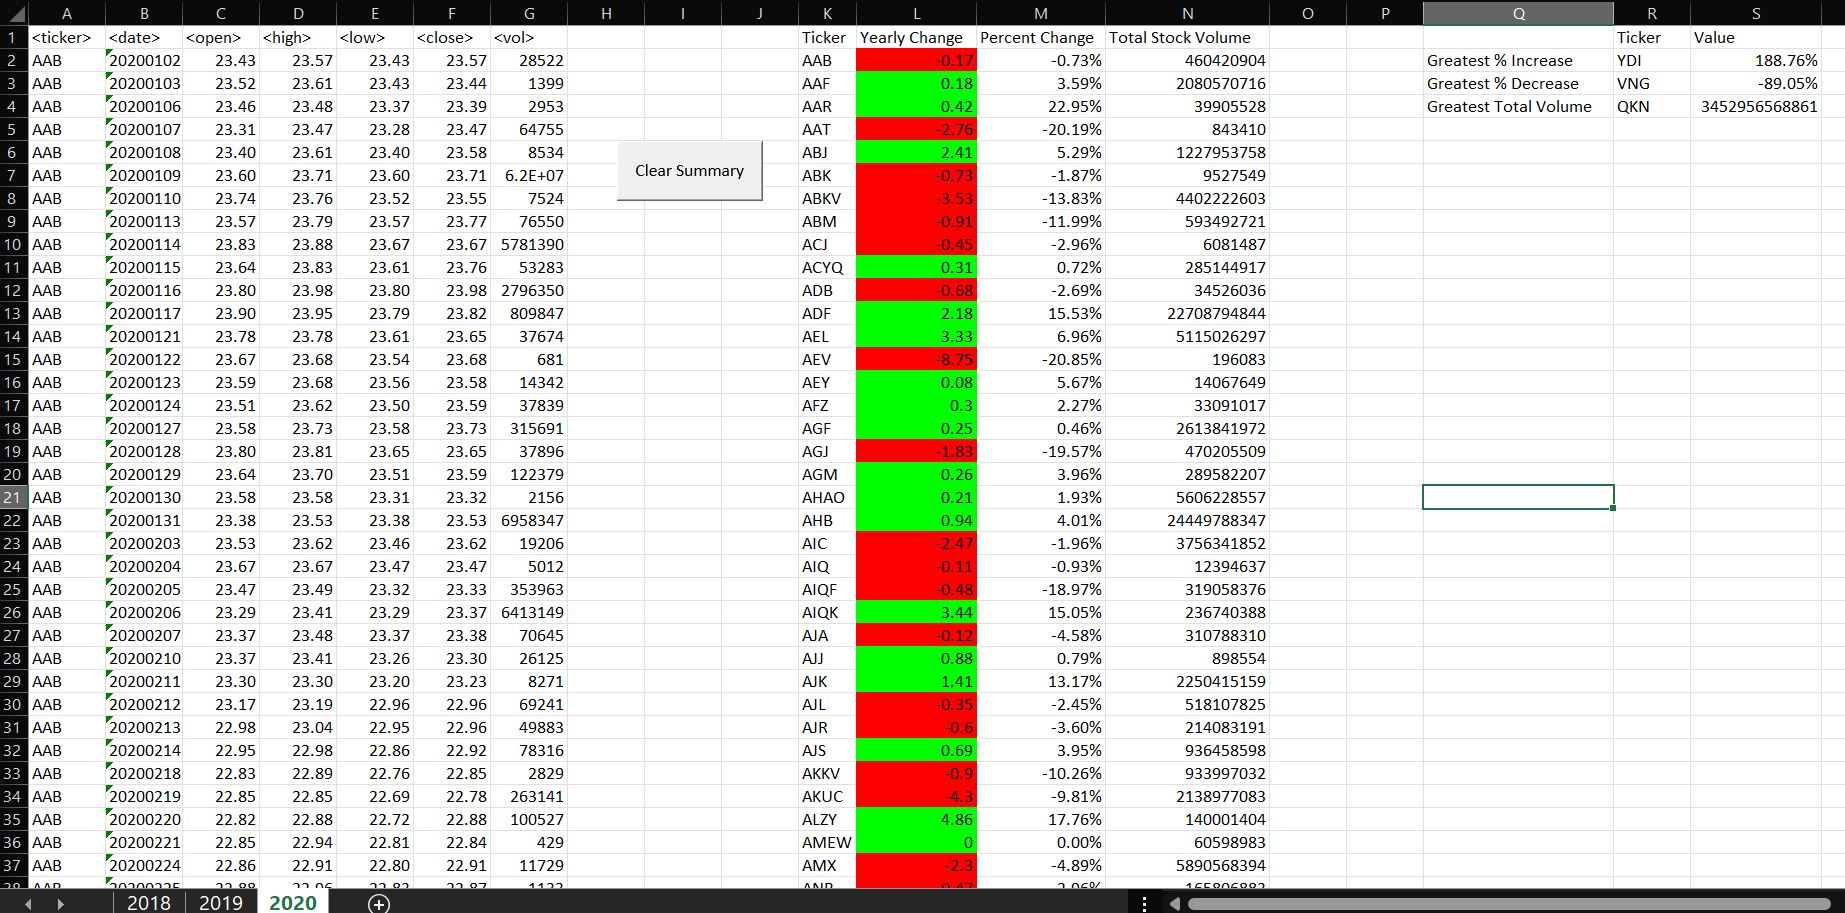 A B C D E F G H I J K L M N O P Q R S
1 <ticker> <date> <open> <high> <low> <close> <vol> Ticker Yearly Change Percent Change Total Stock Volume Ticker Value
2 AAB 20200102 23.43 23.57 23.43 23.57 28522 AAB -0.17 -0.73% 460420904 Greatest % Increase YDI 188.76%
3 AAB 20200103 23.52 23.61 23.43 23.44 1399 AAF 0.18 3.59% 2080570716 Greatest % Decrease VNG -89.05%
4 AAB 20200106 23.46 23.48 23.37 23.39 2953 AAR 0.42 22.95% 39905528 Greatest Total Volume QKN 3452956568861
5 AAB 20200107 23.31 23.47 23.28 23.47 64755 AAT -2.76 -20.19% 843410
6 AAB 20200108 23.40 23.61 23.40 23.58 8534 ABJ 2.41 5.29% 1227953758
Clear Summary
7 AAB 20200109 23.60 23.71 23.60 23.71 6.2E+07 ABK -0.73 -1.87% 9527549
8 AAB 20200110 23.74 23.76 23.52 23.55 7524 ABKV -3.53 -13.83% 4402222603
9 AAB 20200113 23.57 23.79 23.57 23.77 76550 ABM -0.91 -11.99% 593492721
10 AAB 20200114 23.83 23.88 23.67 23.67 5781390 ACJ -0.45 -2.96% 6081487
11 AAB 20200115 23.64 23.83 23.61 23.76 53283 ACYQ 0.31 0.72% 285144917
12 AAB 20200116 23.80 23.98 23.80 23.98 2796350 ADB -0.68 -2.69% 34526036
13 AAB 20200117 23.90 23.95 23.79 23.82 809847 ADF 2.18 15.53% 22708794844
14 AAB 20200121 23.78 23.78 23.61 23.65 37674 AEL 3.33 6.96% 5115026297
15 AAB 20200122 23.67 23.68 23.54 23.68 681 AEV -8.75 -20.85% 196083
16 AAB 20200123 23.59 23.68 23.56 23.58 14342 AEY 0.08 5.67% 14067649
17 AAB 20200124 23.51 23.62 23.50 23.59 37839 AFZ 0.3 2.27% 33091017
18 AAB 20200127 23.58 23.73 23.58 23.73 315691 AGF 0.25 0.46% 2613841972
19 AAB 20200128 23.80 23.81 23.65 23.65 37896 AGJ -1.83 -19.57% 470205509
20 AAB 20200129 23.64 23.70 23.51 23.59 122379 AGM 0.26 3.96% 289582207
21 AAB 20200130 23.58 23.58 23.31 23.32 2156 AHAO 0.21 1.93% 5606228557
22 AAB 20200131 23.38 23.53 23.38 23.53 6958347 AHB 0.94 4.01% 24449788347
23 AAB 20200203 23.53 23.62 23.46 23.62 19206 AIC -2.47 -1.96% 3756341852
24 AAB 20200204 23.67 23.67 23.47 23.47 5012 AIQ -0.11 -0.93% 12394637
25 AAB 20200205 23.47 23.49 23.32 23.33 353963 AIQF -0.48 -18.97% 319058376
26 AAB 20200206 23.29 23.41 23.29 23.37 6413149 AIQK 3.44 15.05% 236740388
27 AAB 20200207 23.37 23.48 23.37 23.38 70645 AJA -0.12 -4.58% 310788310
28 AAB 20200210 23.37 23.41 23.26 23.30 26125 AJJ 0.88 0.79% 898554
29 AAB 20200211 23.30 23.30 23.20 23.23 8271 AJK 1.41 13.17% 2250415159
30 AAB 20200212 23.17 23.19 22.96 22.96 69241 AJL -0.35 -2.45% 518107825
31 AAB 20200213 22.98 23.04 22.95 22.96 49883 AJR -0.6 -3.60% 214083191
32 AAB 20200214 22.95 22.98 22.86 22.92 78316 AJS 0.69 3.95% 936458598
33 AAB 20200218 22.83 22.89 22.76 22.85 2829 AKKV -0.9 -10.26% 933997032
34 AAB 20200219 22.85 22.85 22.69 22.78 263141 AKUC -4.3 -9.81% 2138977083
35 AAB 20200220 22.82 22.88 22.72 22.88 100527 ALZY 4.86 17.76% 140001404
36 AAB 20200221 22.85 22.94 22.81 22.84 429 AMEW 0 0.00% 60598983
37 AAB 20200224 22.86 22.91 22.80 22.91 11729 AMX -2.3 -4.89% 5890568394
2018 2019 2020